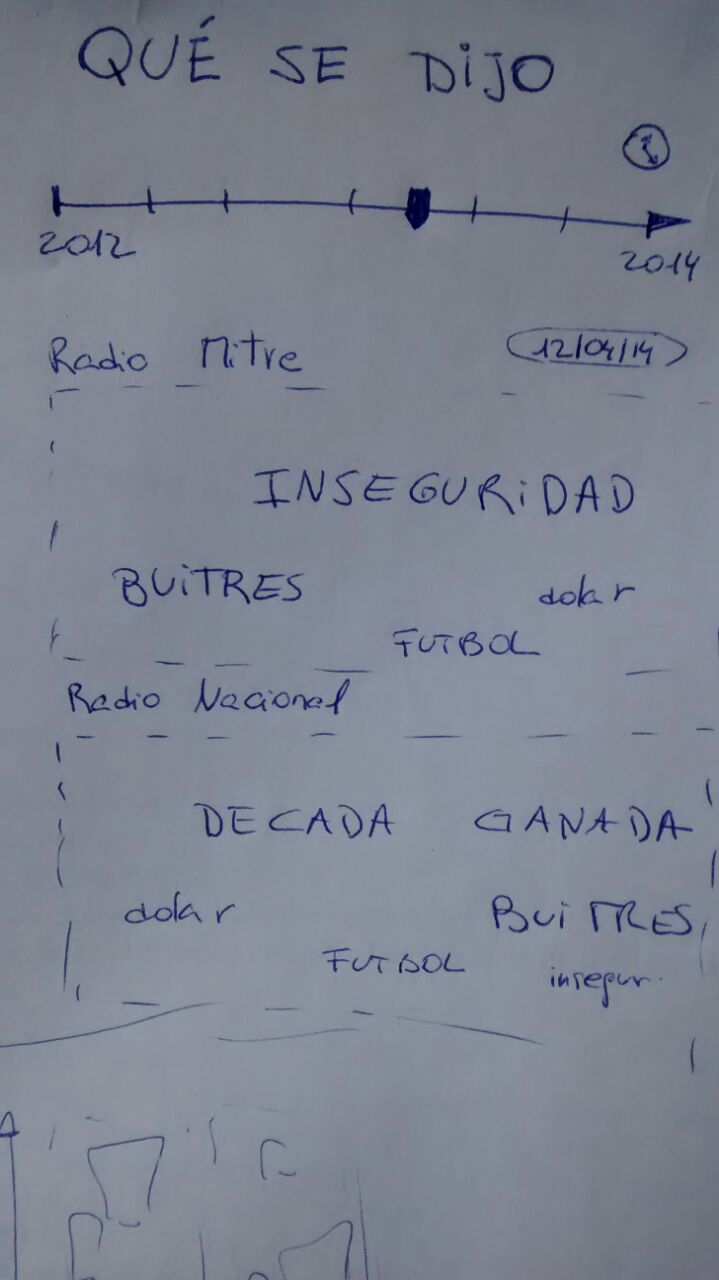 QUÉ SE DiJO
2012 2014
Radio Mitre 12/04/14
INSEGURiDAD
BUiTRES dolar
FUTBOL
Radio Nacional
DECADA GANADA
dolar BUiTRES
FUTBOL insegur.